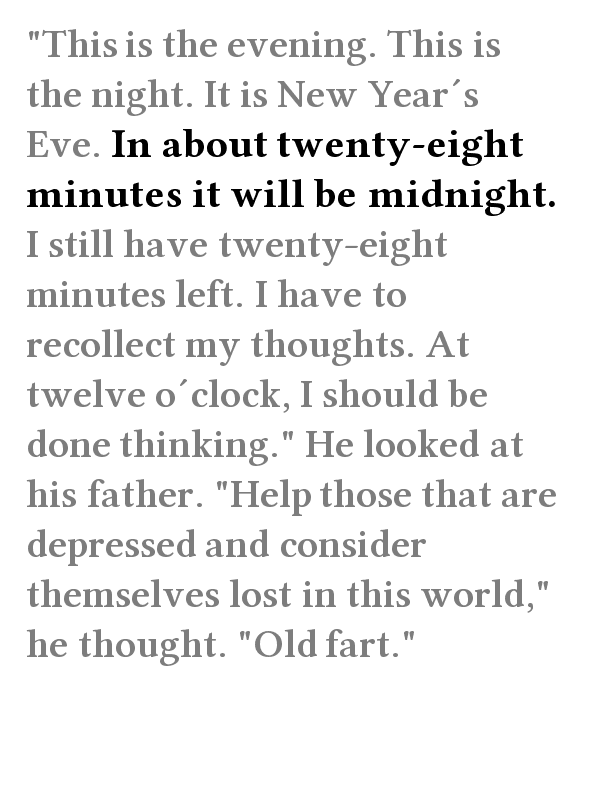 "This is the evening. This is
the night. It is New Year´s
Eve. In about twenty-eight
minutes it will be midnight.
I still have twenty-eight
minutes left. I have to
recollect my thoughts. At
twelve o´clock, I should be
done thinking." He looked at
his father. "Help those that are
depressed and consider
themselves lost in this world,"
he thought. "Old fart."